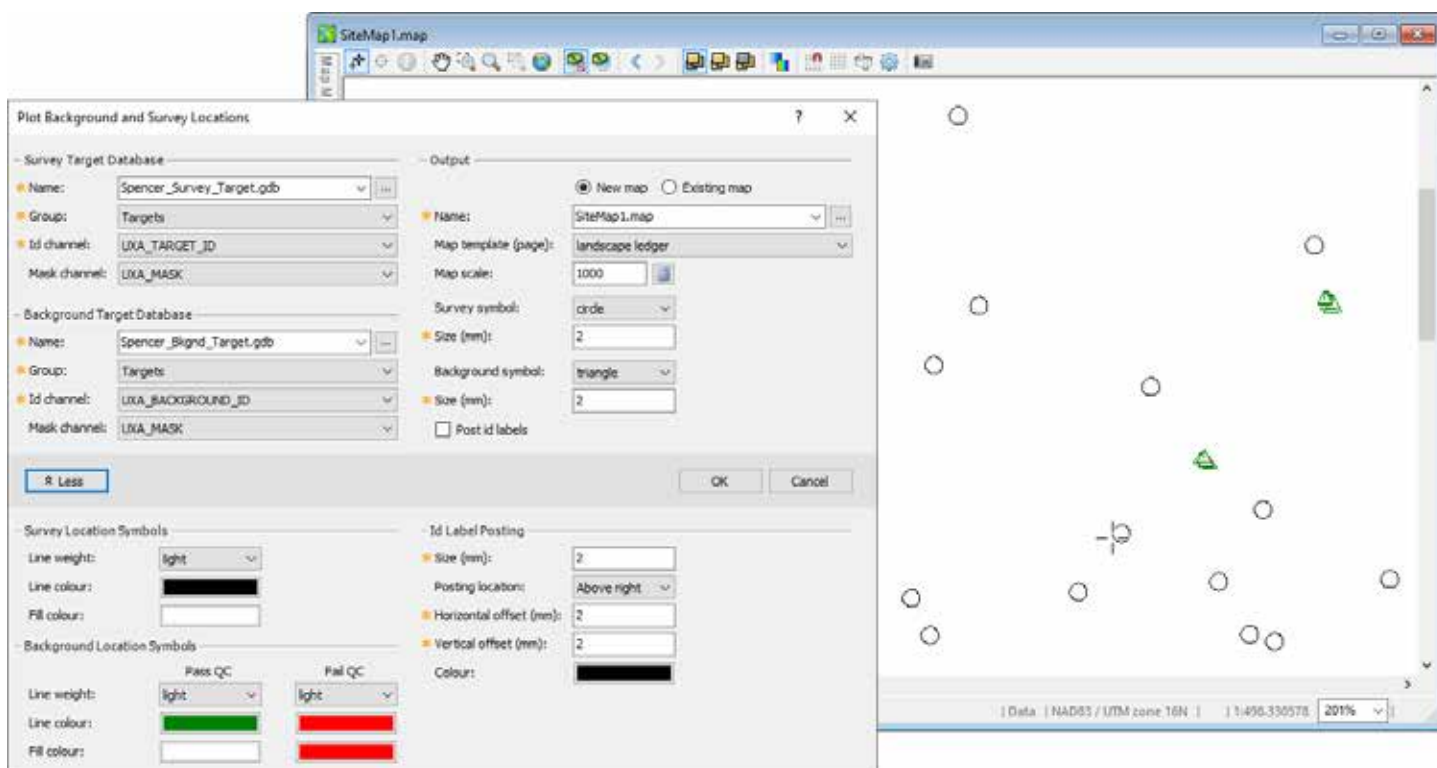 SiteMap1.map
Map M
Plot Background and Survey Locations
?
Survey Target Database
Name: Spencer_Survey_Target.gdb
Group: Targets
Id channel: UXA_TARGET_ID
Mask channel: UXA_MASK
Background Target Database
Name: Spencer_Bkgnd_Target.gdb
Group: Targets
Id channel: UXA_BACKGROUND_ID
Mask channel: UXA_MASK
Output
New map Existing map
Name: SiteMap1.map
Map template (page): landscape ledger
Map scale: 1000
Survey symbol: circle
Size (mm): 2
Background symbol: triangle
Size (mm): 2
Post id labels
Less
OK
Cancel
Survey Location Symbols
Line weight: light
Line colour:
Fill colour:
Background Location Symbols
Pass QC Fail QC
Line weight: light light
Line colour:
Fill colour:
Id Label Posting
Size (mm): 2
Posting location: Above right
Horizontal offset (mm): 2
Vertical offset (mm): 2
Colour:
| Data | NAD83 / UTM zone 16N | | 1:496.330578 201%